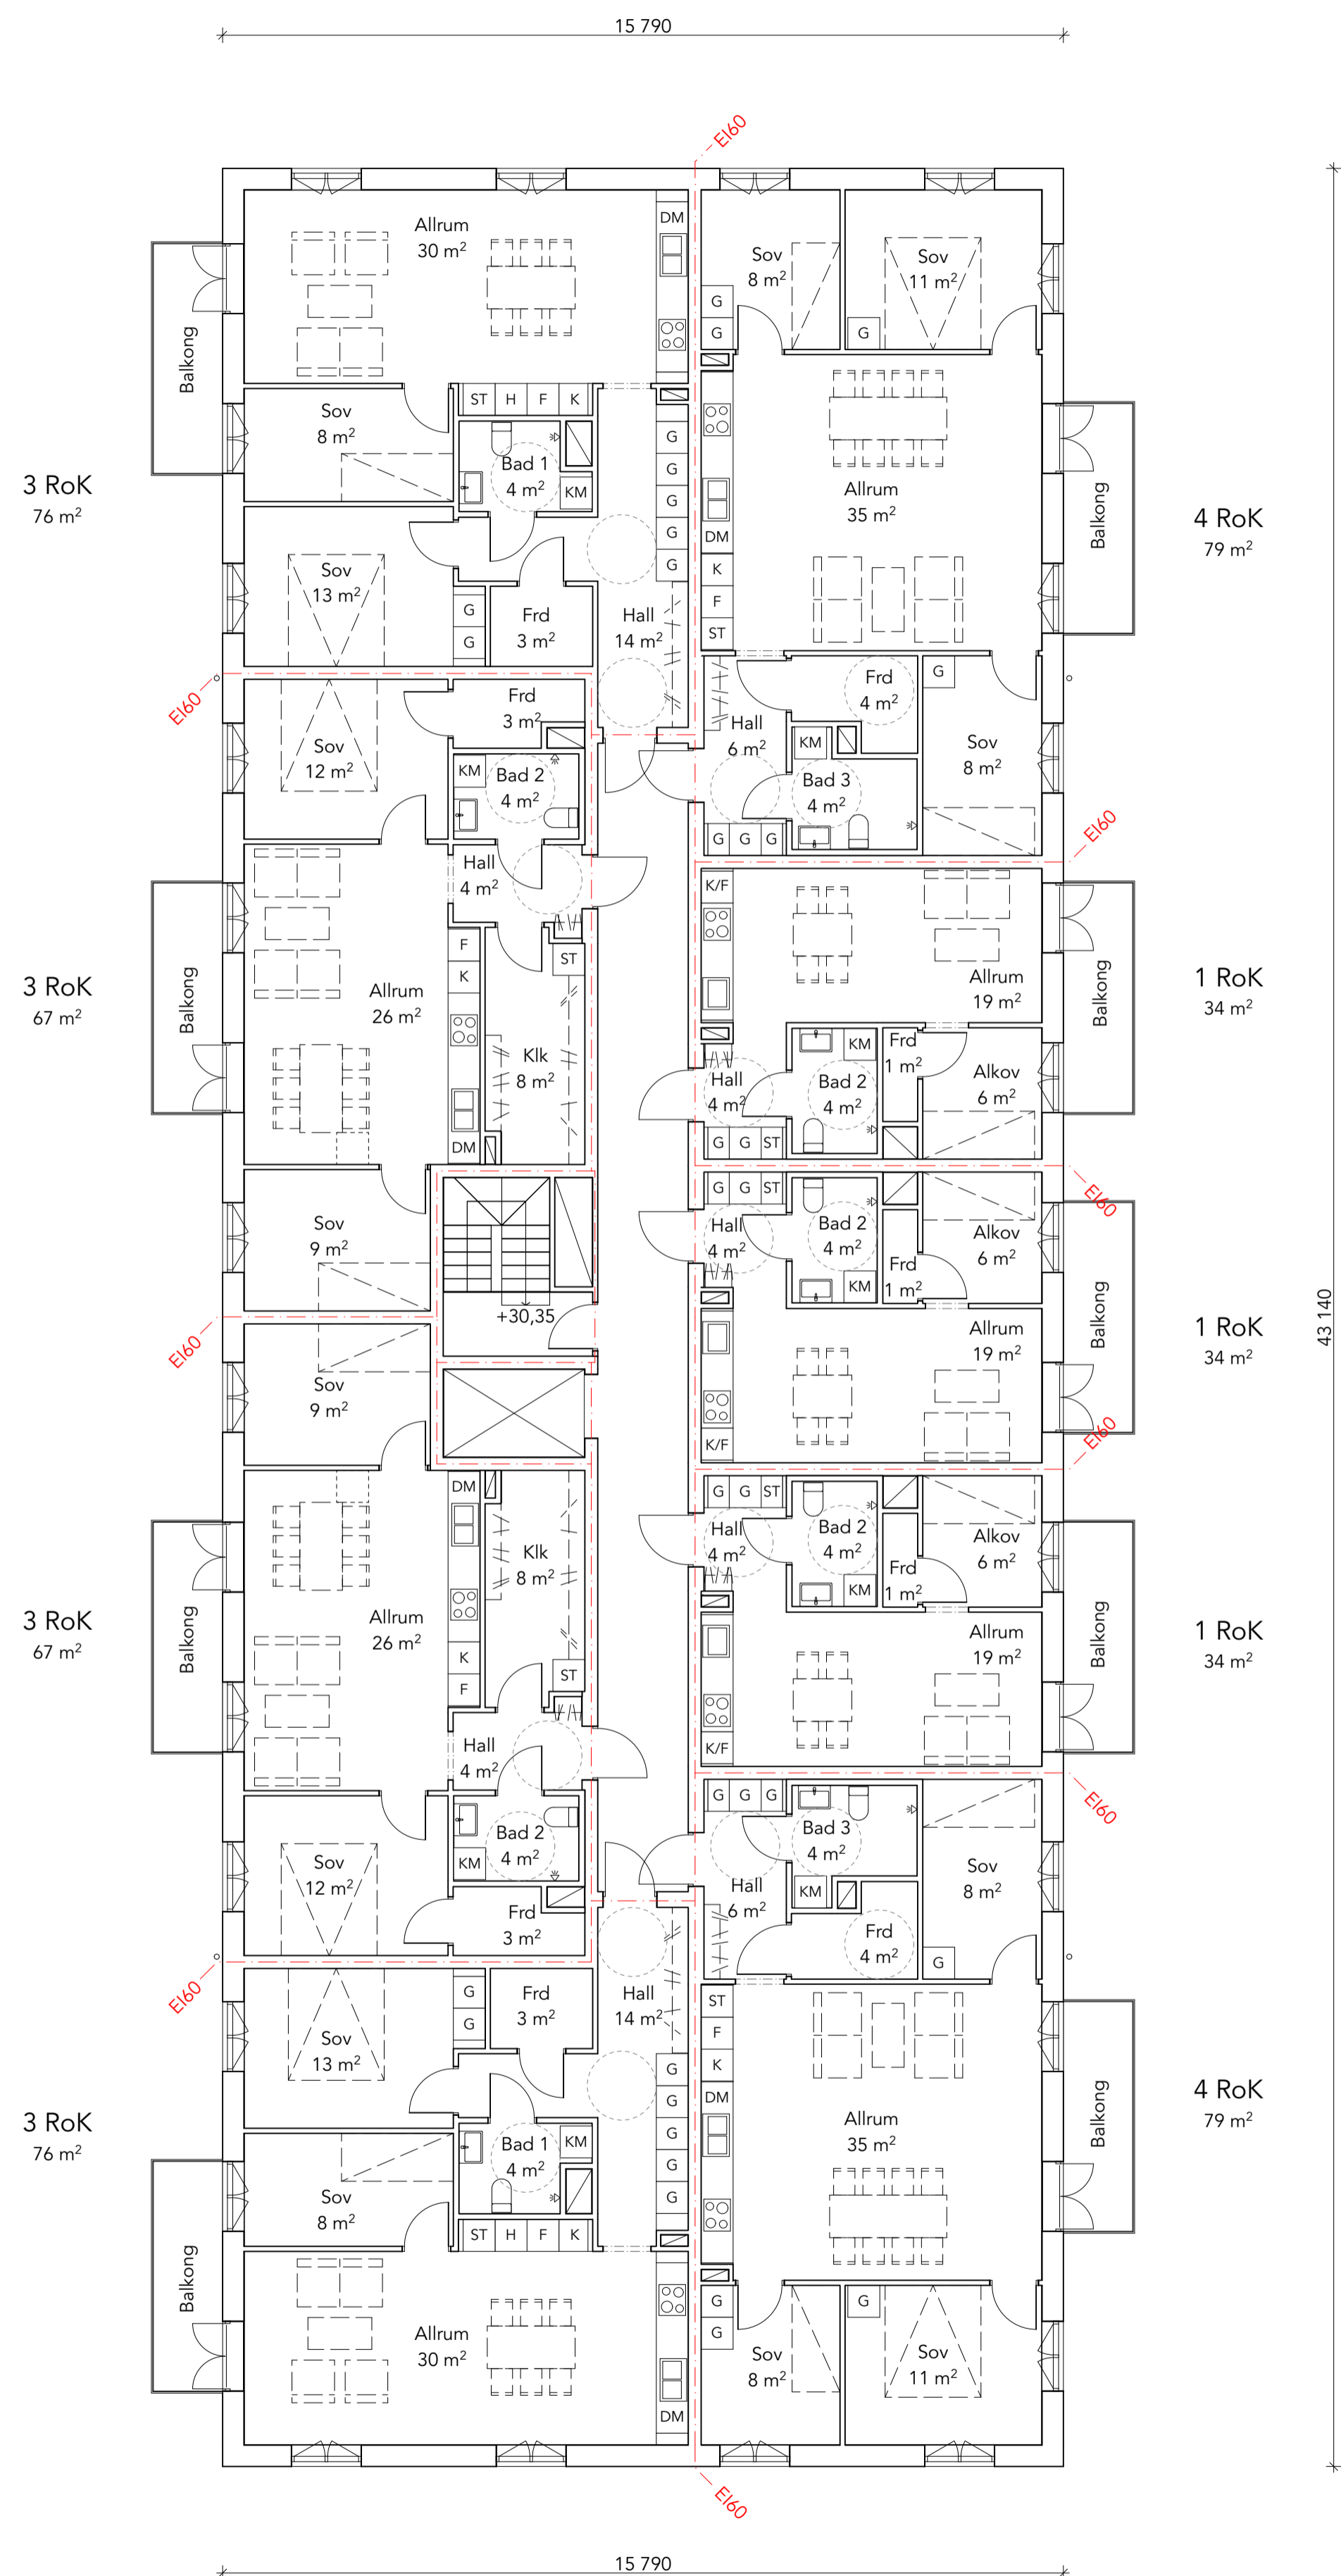 15 790
EI60
Allrum
30 m²
DM
Sov
8 m²
Sov
11 m²
G
G
G
Balkong
Sov
8 m²
ST H F K
Bad 1
4 m²
KM
G
G
G
G
G
Allrum
35 m²
DM
K
F
ST
Balkong
3 RoK
76 m²
4 RoK
79 m²
Sov
13 m²
G
G
Frd
3 m²
Hall
14 m²
EI60
Frd
4 m²
G
Sov
12 m²
Frd
3 m²
Hall
6 m²
KM
Sov
8 m²
KM
Bad 2
4 m²
Bad 3
4 m²
G G G
EI60
Hall
4 m²
K/F
F
K
ST
Allrum
19 m²
Balkong
1 RoK
34 m²
3 RoK
67 m²
Balkong
Allrum
26 m²
Klk
8 m²
DM
Hall
4 m²
KM
Bad 2
4 m²
Frd
1 m²
Alkov
6 m²
G G ST
EI60
G G ST
Sov
9 m²
Hall
4 m²
Bad 2
4 m²
KM
Frd
1 m²
Alkov
6 m²
Balkong
+30,35
EI60
Allrum
19 m²
1 RoK
34 m²
43 140
Sov
9 m²
K/F
EI60
DM
G G ST
Klk
8 m²
Hall
4 m²
Bad 2
4 m²
KM
Frd
1 m²
Alkov
6 m²
3 RoK
67 m²
Balkong
Allrum
26 m²
K
F
ST
Allrum
19 m²
Balkong
1 RoK
34 m²
K/F
Hall
4 m²
EI60
G G G
Bad 2
4 m²
KM
Bad 3
4 m²
KM
Sov
12 m²
Hall
6 m²
Sov
8 m²
Frd
3 m²
Frd
4 m²
G
EI60
Sov
13 m²
G
G
Frd
3 m²
Hall
14 m²
ST
F
K
DM
3 RoK
76 m²
4 RoK
79 m²
Allrum
35 m²
Balkong
G
G
G
G
G
Bad 1
4 m²
KM
Sov
8 m²
ST H F K
Balkong
Allrum
30 m²
DM
G
G
G
Sov
8 m²
Sov
11 m²
EI60
15 790